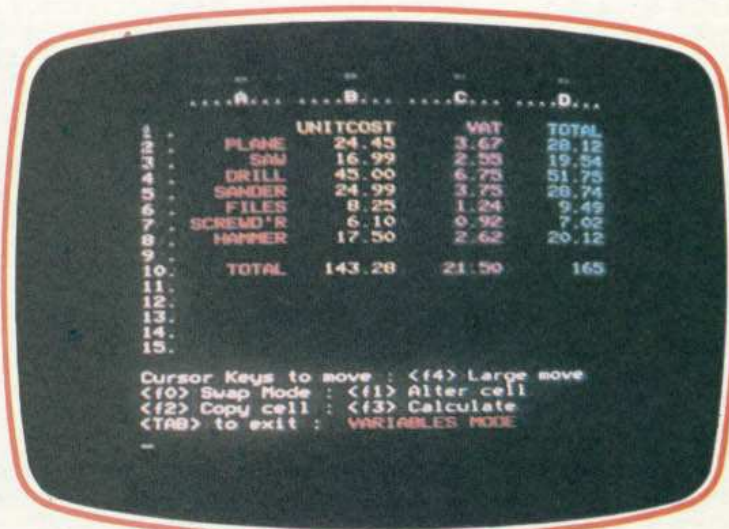 ....A... ....B... ....C... ....D...
1 . UNITCOST VAT TOTAL
2 . PLANE 24.45 3.67 28.12
3 . SAW 16.99 2.55 19.54
4 . DRILL 45.00 6.75 51.75
5 . SANDER 24.99 3.75 28.74
6 . FILES 8.25 1.24 9.49
7 . SCREWD'R 6.10 0.92 7.02
8 . HAMMER 17.50 2.62 20.12
9 .
10. TOTAL 143.28 21.50 165
11.
12.
13.
14.
15.
Cursor Keys to move : <f4> Large move
<f0> Swap Mode : <f1> Alter cell
<f2> Copy cell : <f3> Calculate
<TAB> to exit : VARIABLES MODE